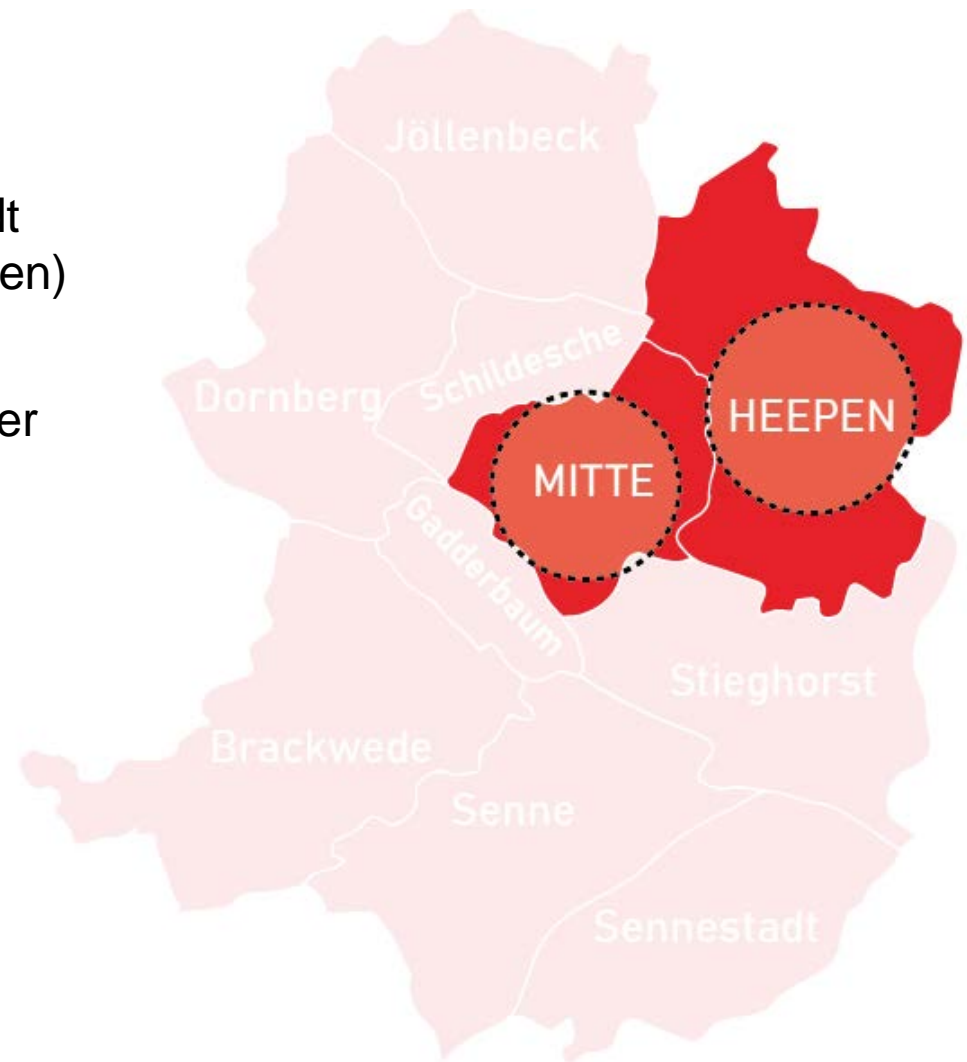 lt
en)
er
Jöllenbeck
Schildesche
Dornberg
HEEPEN
MITTE
Gadderbaum
Stieghorst
Brackwede
Senne
Sennestadt